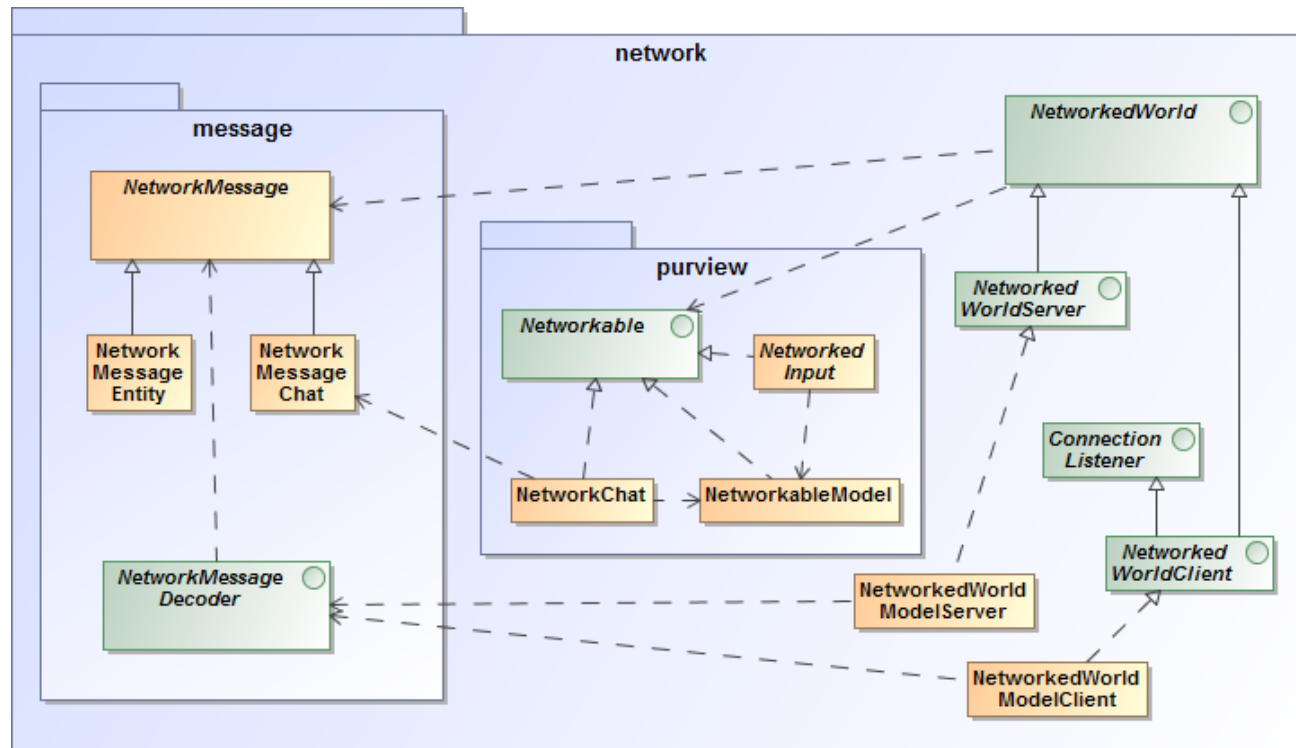 network
message
NetworkMessage
Network
Message
Entity
Network
Message
Chat
NetworkMessage
Decoder
purview
Networkable
Networked
Input
NetworkChat
NetworkableModel
NetworkedWorld
Networked
WorldServer
Connection
Listener
Networked
WorldClient
NetworkedWorld
ModelServer
NetworkedWorld
ModelClient